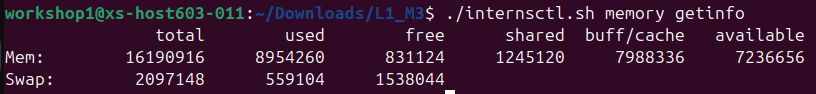 workshop1@xs-host603-011:~/Downloads/L1_M3$ ./internsctl.sh memory getinfo
total used free shared buff/cache available
Mem: 16190916 8954260 831124 1245120 7988336 7236656
Swap: 2097148 559104 1538044